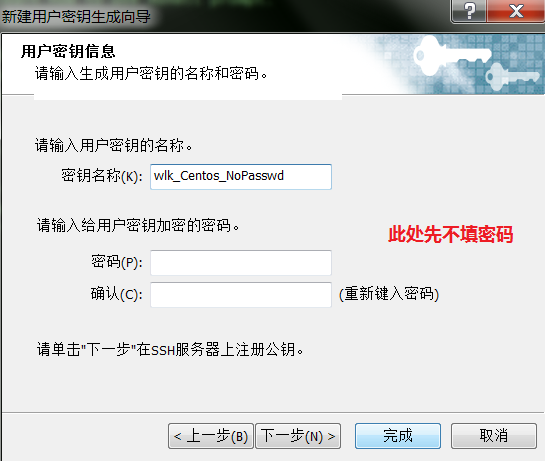 新建用户密钥生成向导
用户密钥信息
请输入生成用户密钥的名称和密码。
请输入用户密钥的名称。
密钥名称(K): wlk_Centos_NoPasswd
请输入给用户密钥加密的密码。
此处先不填密码
密码(P):
确认(C): (重新键入密码)
请单击"下一步"在SSH服务器上注册公钥。
< 上一步(B) 下一步(N) > 完成 取消